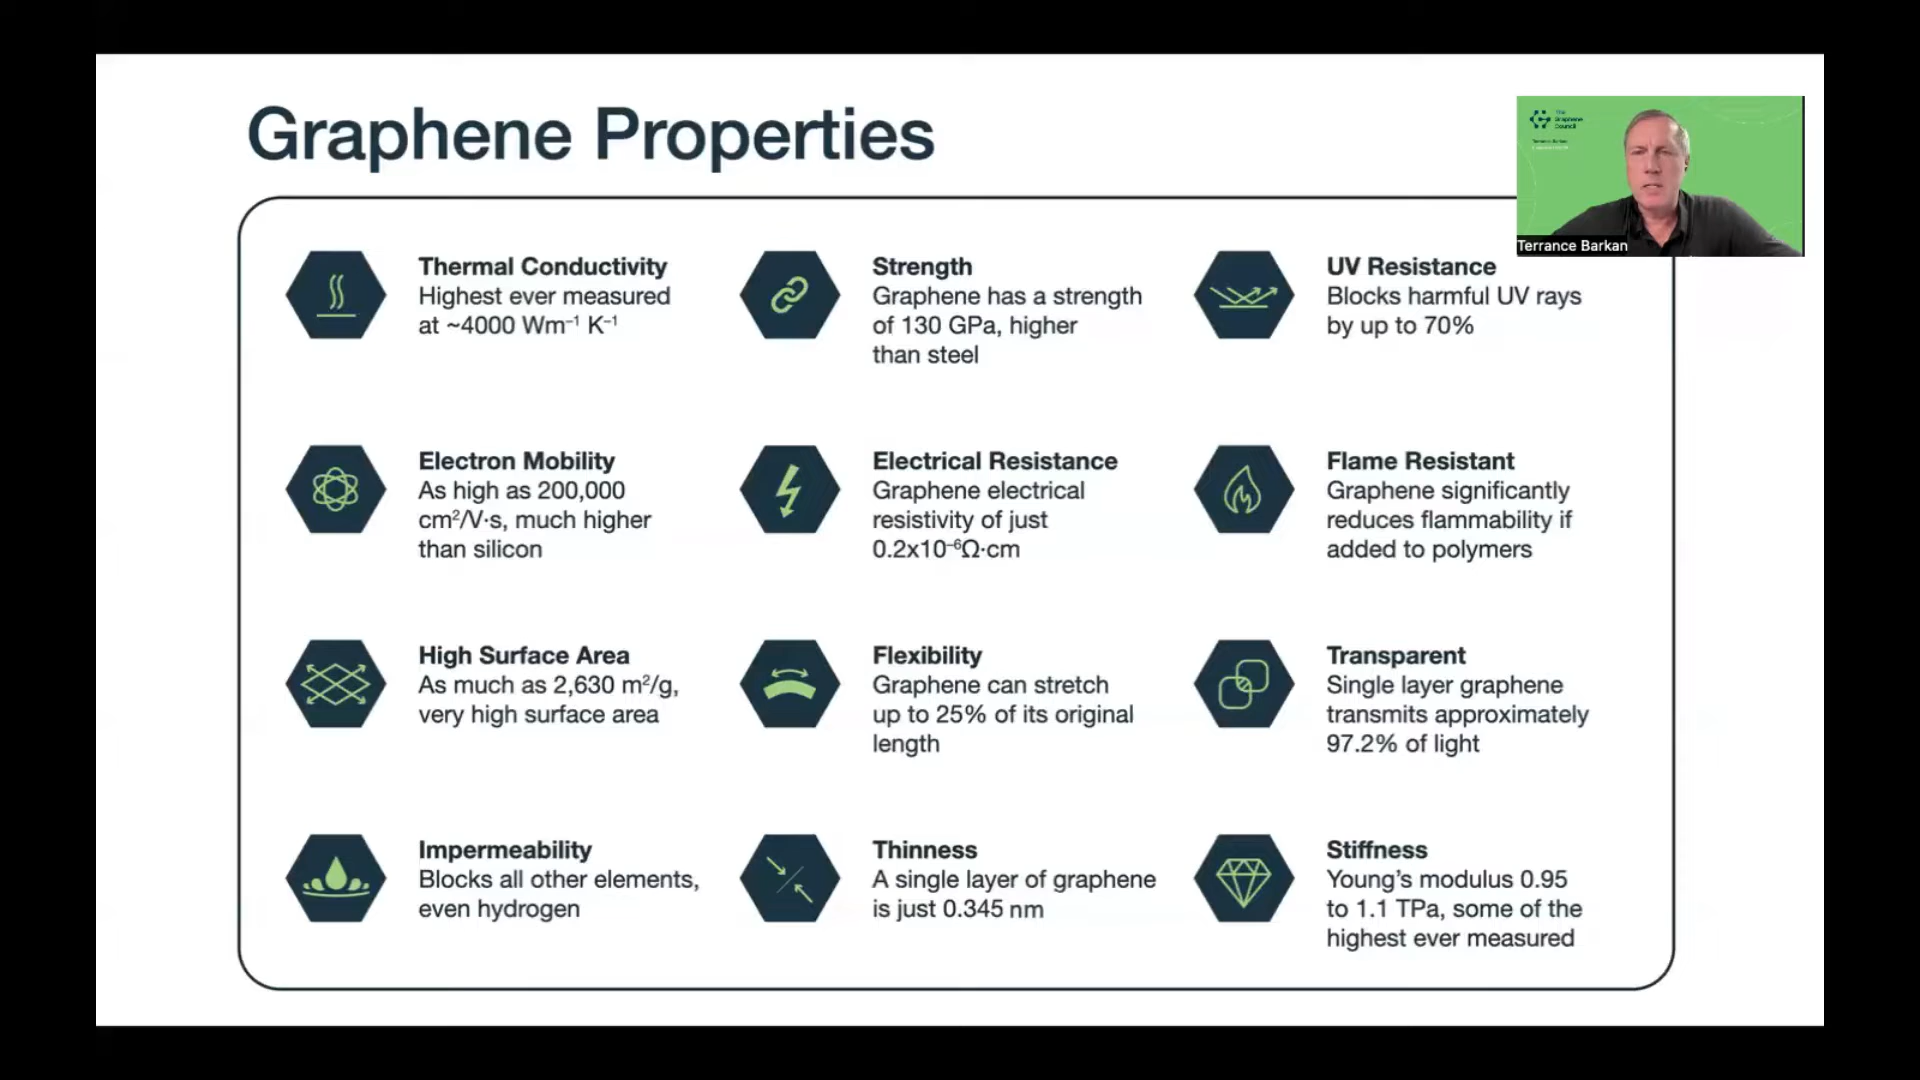 Graphene Properties
The
Graphene
Council
Terrance Barkan
Terrance Barkan
Thermal Conductivity
Highest ever measured
at ~4000 Wm⁻¹ K⁻¹
Strength
Graphene has a strength
of 130 GPa, higher
than steel
UV Resistance
Blocks harmful UV rays
by up to 70%
Electron Mobility
As high as 200,000
cm²/V·s, much higher
than silicon
Electrical Resistance
Graphene electrical
resistivity of just
0.2x10⁻⁶Ω·cm
Flame Resistant
Graphene significantly
reduces flammability if
added to polymers
High Surface Area
As much as 2,630 m²/g,
very high surface area
Flexibility
Graphene can stretch
up to 25% of its original
length
Transparent
Single layer graphene
transmits approximately
97.2% of light
Impermeability
Blocks all other elements,
even hydrogen
Thinness
A single layer of graphene
is just 0.345 nm
Stiffness
Young’s modulus 0.95
to 1.1 TPa, some of the
highest ever measured